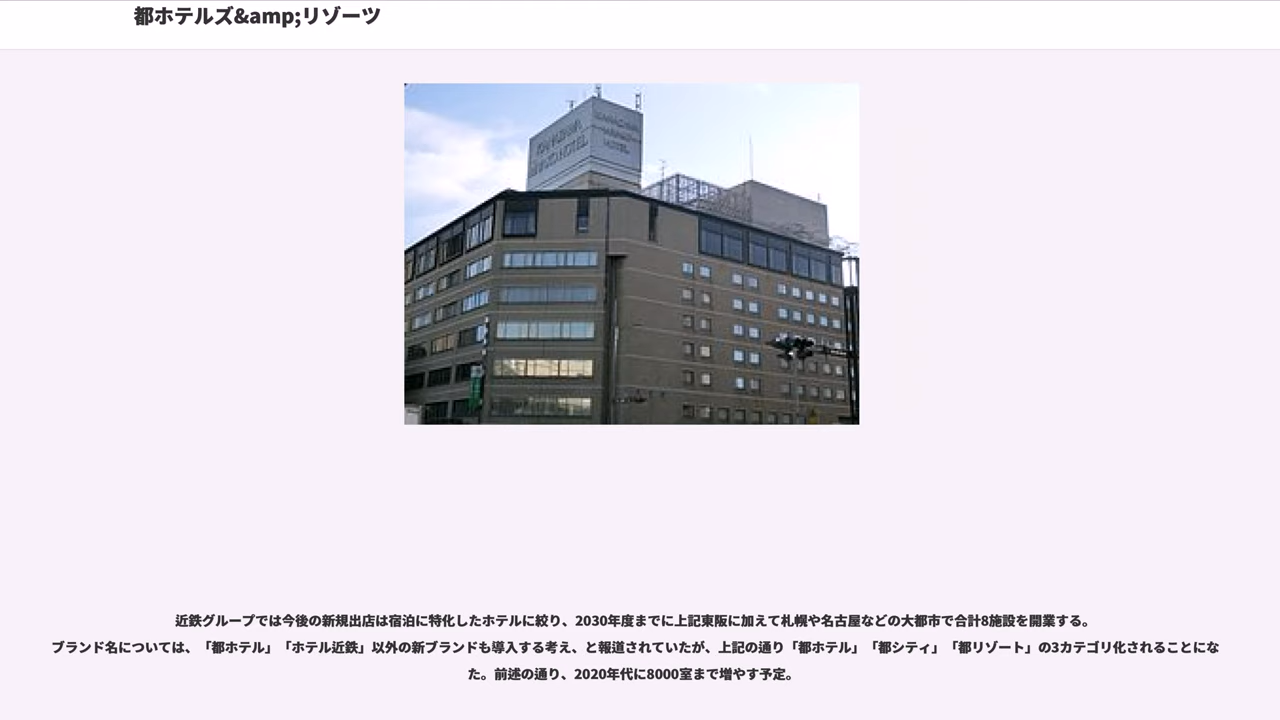 都ホテルズ&amp;リゾーツ
KANAZAWA
MIYAKO HOTEL
近鉄グループでは今後の新規出店は宿泊に特化したホテルに絞り、2030年度までに上記東阪に加えて札幌や名古屋などの大都市で合計8施設を開業する。
ブランド名については、「都ホテル」「ホテル近鉄」以外の新ブランドも導入する考え、と報道されていたが、上記の通り「都ホテル」「都シティ」「都リゾート」の3カテゴリ化されることにな
た。前述の通り、2020年代に8000室まで増やす予定。